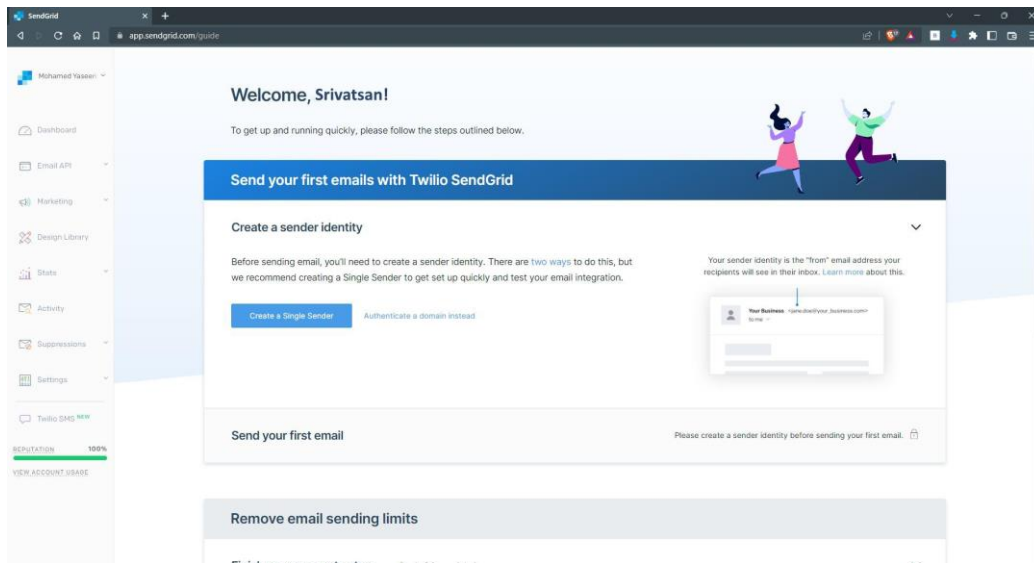 SendGrid
app.sendgrid.com/guide
Mohamed Yaseen
Dashboard
Email API
Marketing
Design Library
Stats
Activity
Suppressions
Settings
Twilio SMS NEW
REPUTATION 100%
VIEW ACCOUNT USAGE
Welcome, Srivatsan!
To get up and running quickly, please follow the steps outlined below.
Send your first emails with Twilio SendGrid
Create a sender identity
Before sending email, you'll need to create a sender identity. There are two ways to do this, but
we recommend creating a Single Sender to get set up quickly and test your email integration.
Create a Single Sender
Authenticate a domain instead
Your sender identity is the "from" email address your
recipients will see in their inbox. Learn more about this.
Your Business <jane.doe@your_business.com>
to me
Send your first email
Please create a sender identity before sending your first email.
Remove email sending limits